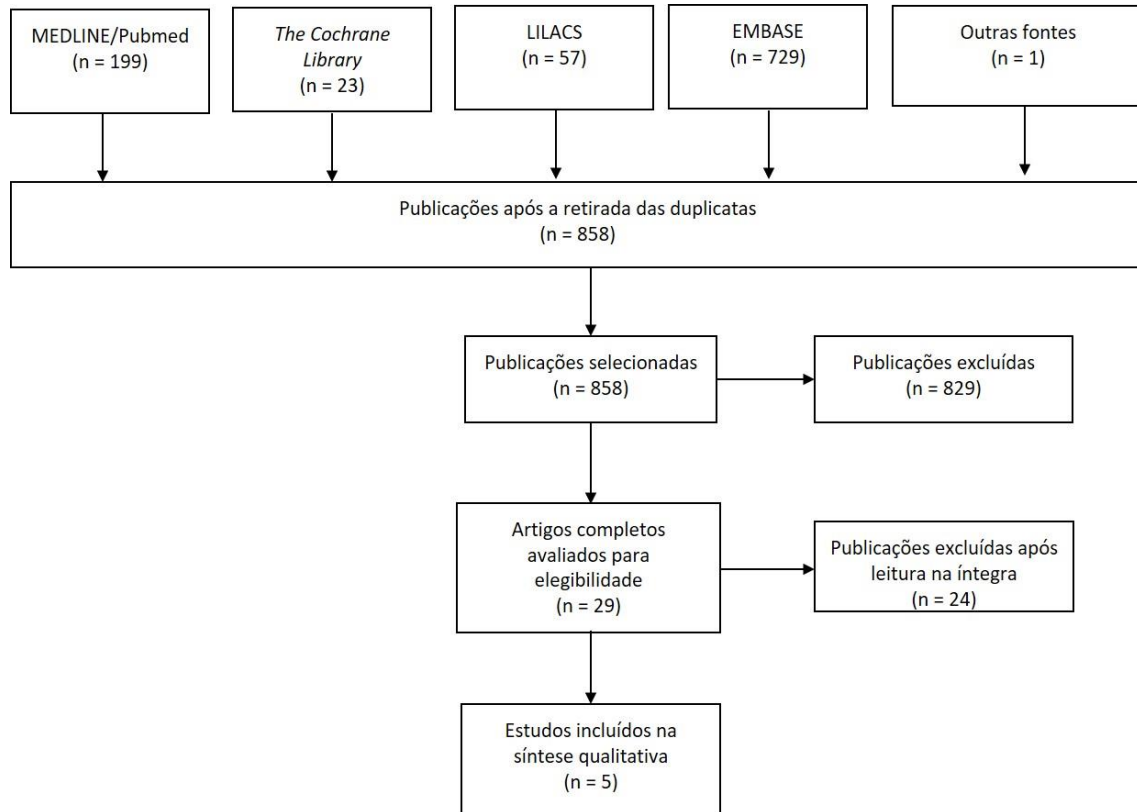 MEDLINE/Pubmed
(n = 199)
The Cochrane
Library
(n = 23)
LILACS
(n = 57)
EMBASE
(n = 729)
Outras fontes
(n = 1)
Publicações após a retirada das duplicatas
(n = 858)
Publicações selecionadas
(n = 858)
Publicações excluídas
(n = 829)
Artigos completos
avaliados para
elegibilidade
(n = 29)
Publicações excluídas após
leitura na íntegra
(n = 24)
Estudos incluídos na
síntese qualitativa
(n = 5)